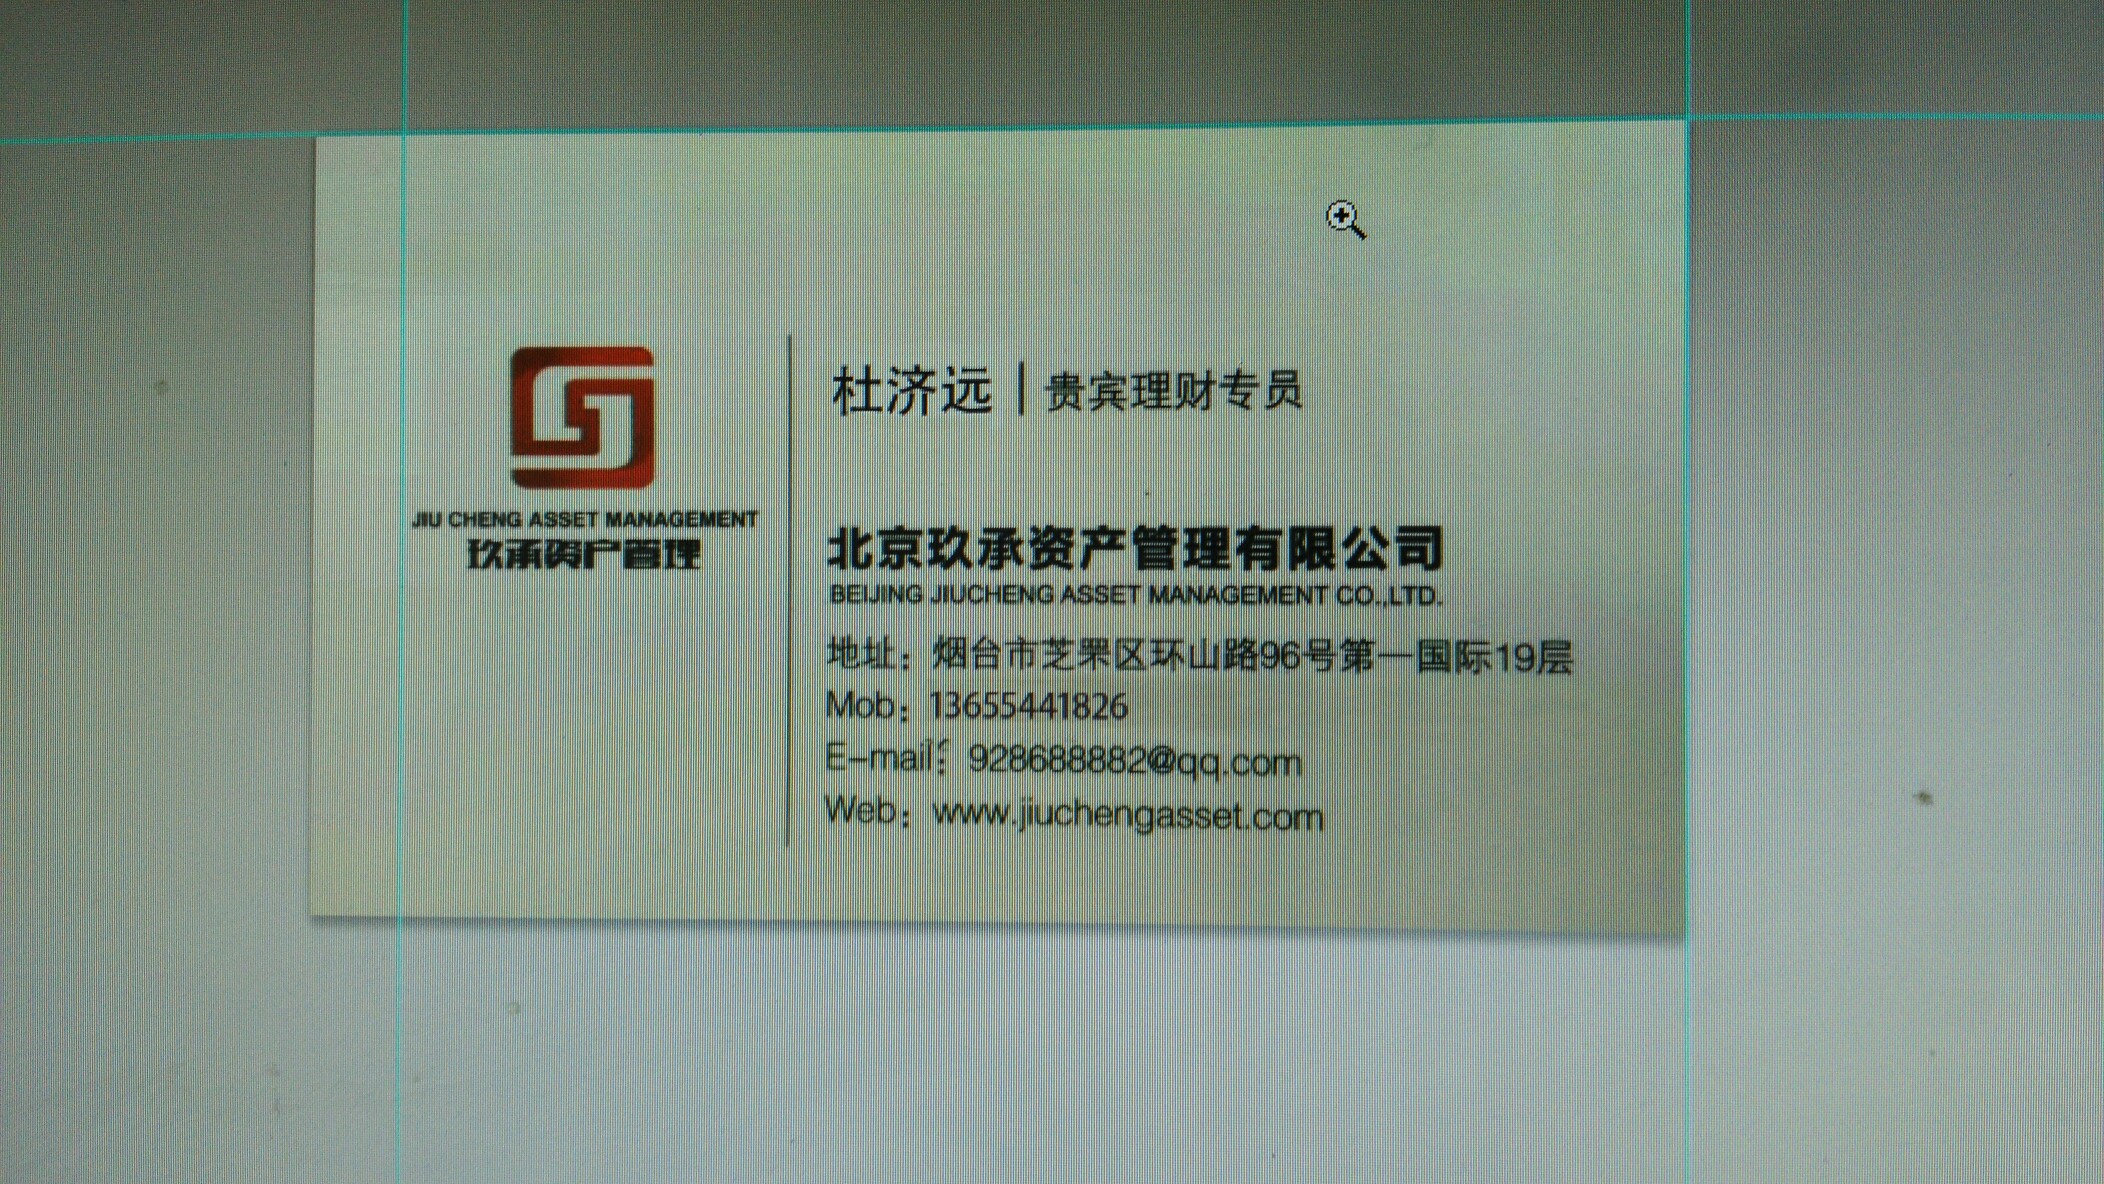 JIU CHENG ASSET MANAGEMENT
玖承资产管理
杜济远 | 贵宾理财专员
北京玖承资产管理有限公司
BEIJING JIUCHENG ASSET MANAGEMENT CO.,LTD.
地址：烟台市芝罘区环山路96号第一国际19层
Mob：13655441826
E-mail：928688882@qq.com
Web：www.jiuchengasset.com